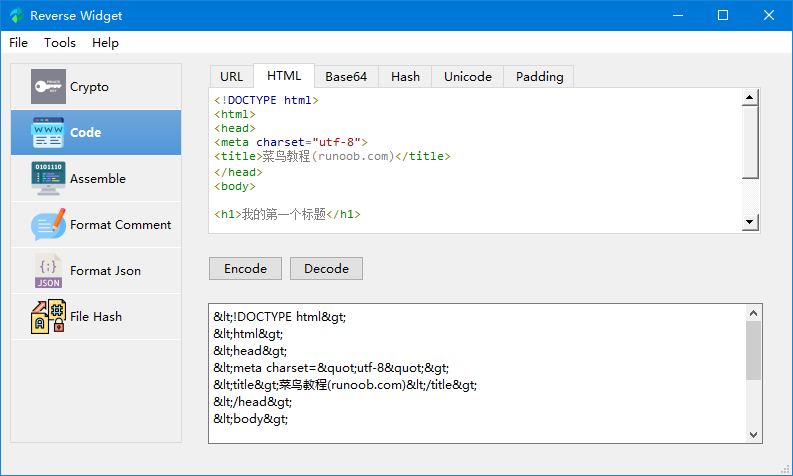 Reverse Widget
File Tools Help
Crypto
Code
Assemble
Format Comment
Format Json
File Hash
URL HTML Base64 Hash Unicode Padding
<!DOCTYPE html>
<html>
<head>
<meta charset="utf-8">
<title>菜鸟教程(runoob.com)</title>
</head>
<body>
<h1>我的第一个标题</h1>
Encode Decode
&lt;!DOCTYPE html&gt;
&lt;html&gt;
&lt;head&gt;
&lt;meta charset=&quot;utf-8&quot;&gt;
&lt;title&gt;菜鸟教程(runoob.com)&lt;/title&gt;
&lt;/head&gt;
&lt;body&gt;
PRIVATE
WWW
0101110
{;}
JSON
#